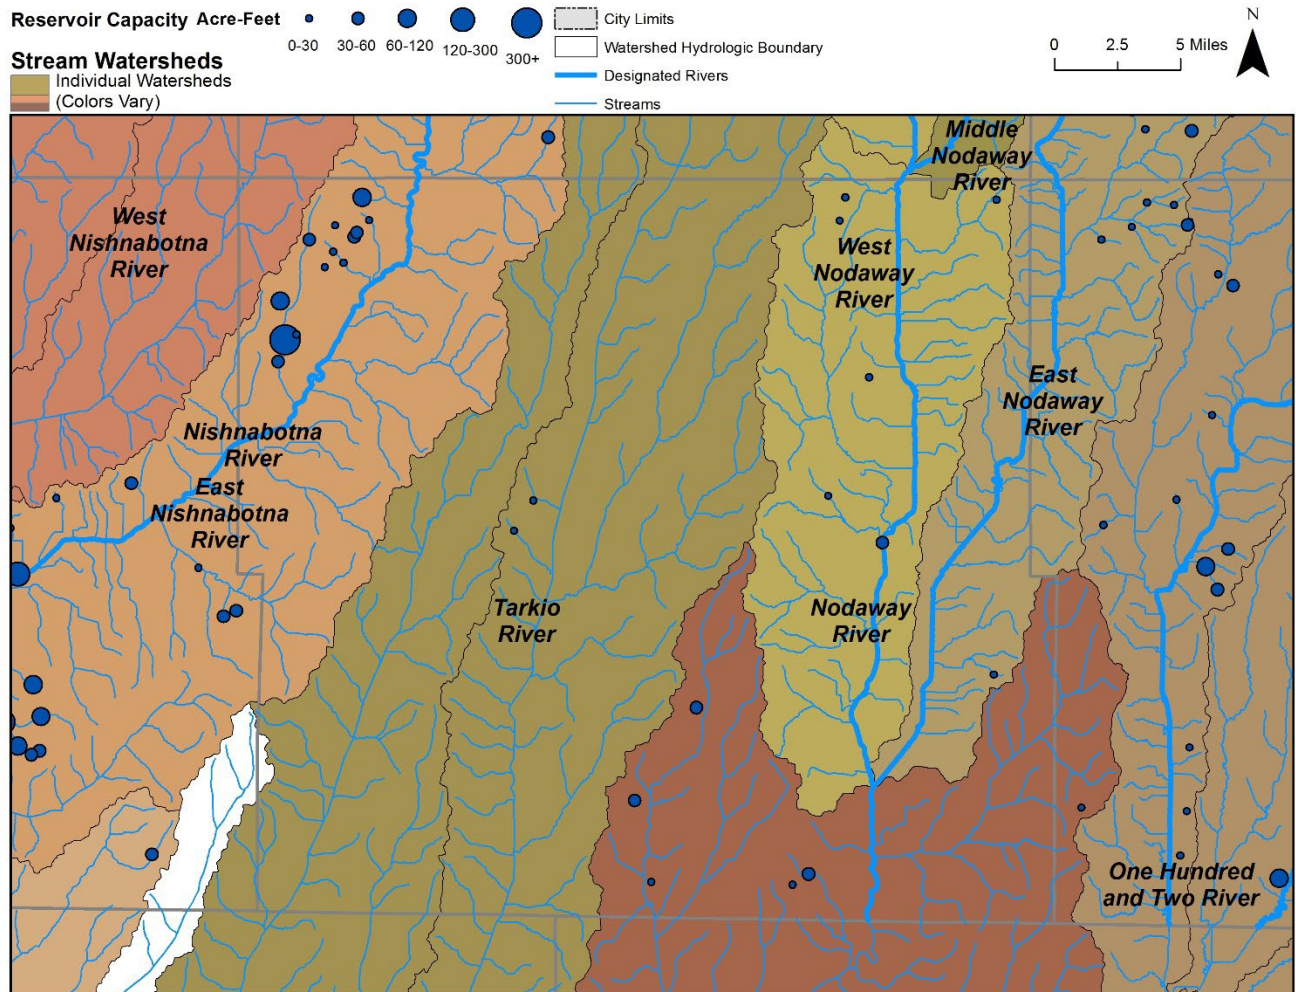 Reservoir Capacity Acre-Feet
0-30
30-60
60-120
120-300
300+
Stream Watersheds
Individual Watersheds
(Colors Vary)
City Limits
Watershed Hydrologic Boundary
Designated Rivers
Streams
0 2.5 5 Miles
N
Middle
Nodaway
River
West
Nishnabotna
River
West
Nodaway
River
East
Nodaway
River
Nishnabotna
River
East
Nishnabotna
River
Tarkio
River
Nodaway
River
One Hundred
and Two River